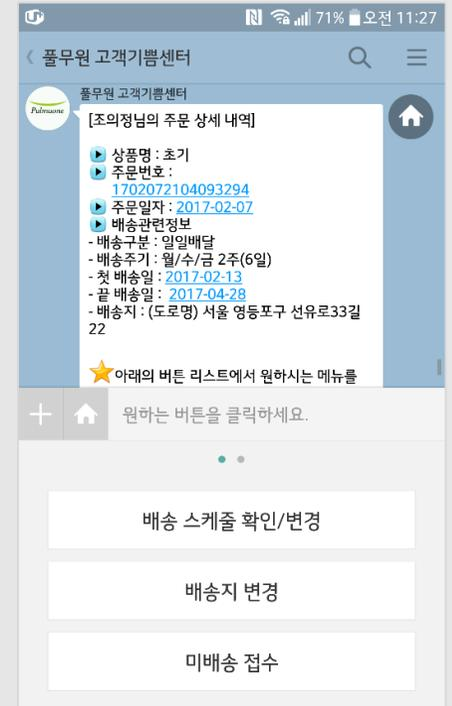 71% 오전 11:27
풀무원 고객기쁨센터
풀무원 고객기쁨센터
Pulmuone
[조의정님의 주문 상세 내역]
상품명 : 초기
주문번호 :
1702072104093294
주문일자 : 2017-02-07
배송관련정보
- 배송구분 : 일일배달
- 배송주기 : 월/수/금 2주(6일)
- 첫 배송일 : 2017-02-13
- 끝 배송일 : 2017-04-28
- 배송지 : (도로명) 서울 영등포구 선유로33길
22
아래의 버튼 리스트에서 원하시는 메뉴를
원하는 버튼을 클릭하세요.
배송 스케줄 확인/변경
배송지 변경
미배송 접수